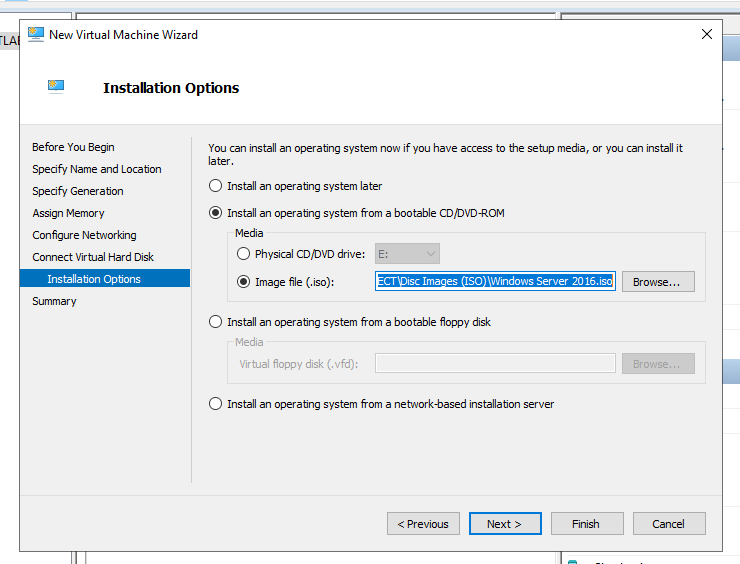 New Virtual Machine Wizard
Installation Options
Before You Begin
Specify Name and Location
Specify Generation
Assign Memory
Configure Networking
Connect Virtual Hard Disk
Installation Options
Summary
You can install an operating system now if you have access to the setup media, or you can install it
later.
Install an operating system later
Install an operating system from a bootable CD/DVD-ROM
Media
Physical CD/DVD drive:
E:
Image file (.iso):
ECT\Disc Images (ISO)\Windows Server 2016.iso
Browse...
Install an operating system from a bootable floppy disk
Media
Virtual floppy disk (.vfd):
Browse...
Install an operating system from a network-based installation server
< Previous
Next >
Finish
Cancel